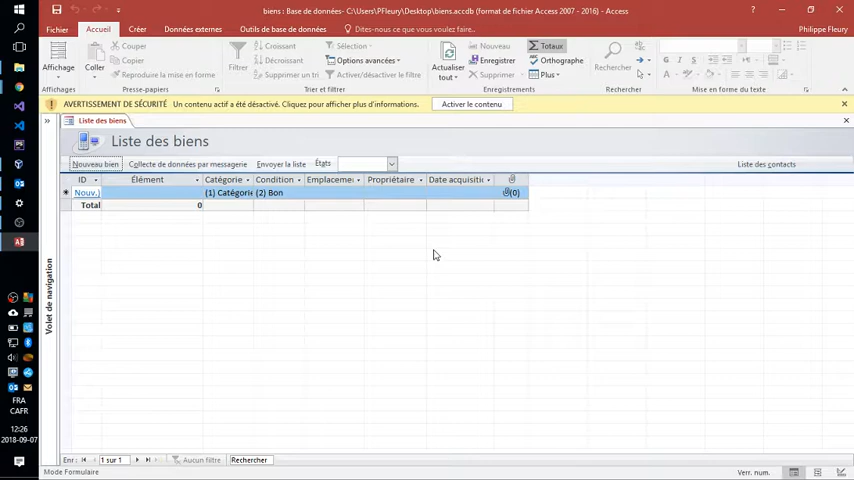 biens : Base de données- C:\Users\PFleury\Desktop\biens.accdb (format de fichier Access 2007 - 2016) - Access
Philippe Fleury
Fichier Accueil Créer Données externes Outils de base de données Dites-nous ce que vous voulez faire.
Affichage
Coller
Couper
Copier
Reproduire la mise en forme
Presse-papiers
Filtrer
Croissant
Décroissant
Supprimer un tri
Sélection
Options avancées
Activer/désactiver le filtre
Trier et filtrer
Actualiser
tout
Nouveau
Enregistrer
Supprimer
Totaux
Orthographe
Plus
Enregistrements
Rechercher
Rechercher
G I S
Mise en forme du texte
AVERTISSEMENT DE SÉCURITÉ Un contenu actif a été désactivé. Cliquez pour afficher plus d'informations. Activer le contenu
Liste des biens
Liste des biens
Nouveau bien Collecte de données par messagerie Envoyer la liste États Liste des contacts
ID Élément Catégorie Condition Emplaceme Propriétaire Date acquisiti
Nouv.) (1) Catégorie (2) Bon (0)
Total 0
Volet de navigation
Enr : 1 sur 1 Aucun filtre Rechercher
Mode Formulaire
Verr. num.
FRA
CAFR
12:26
2018-09-07